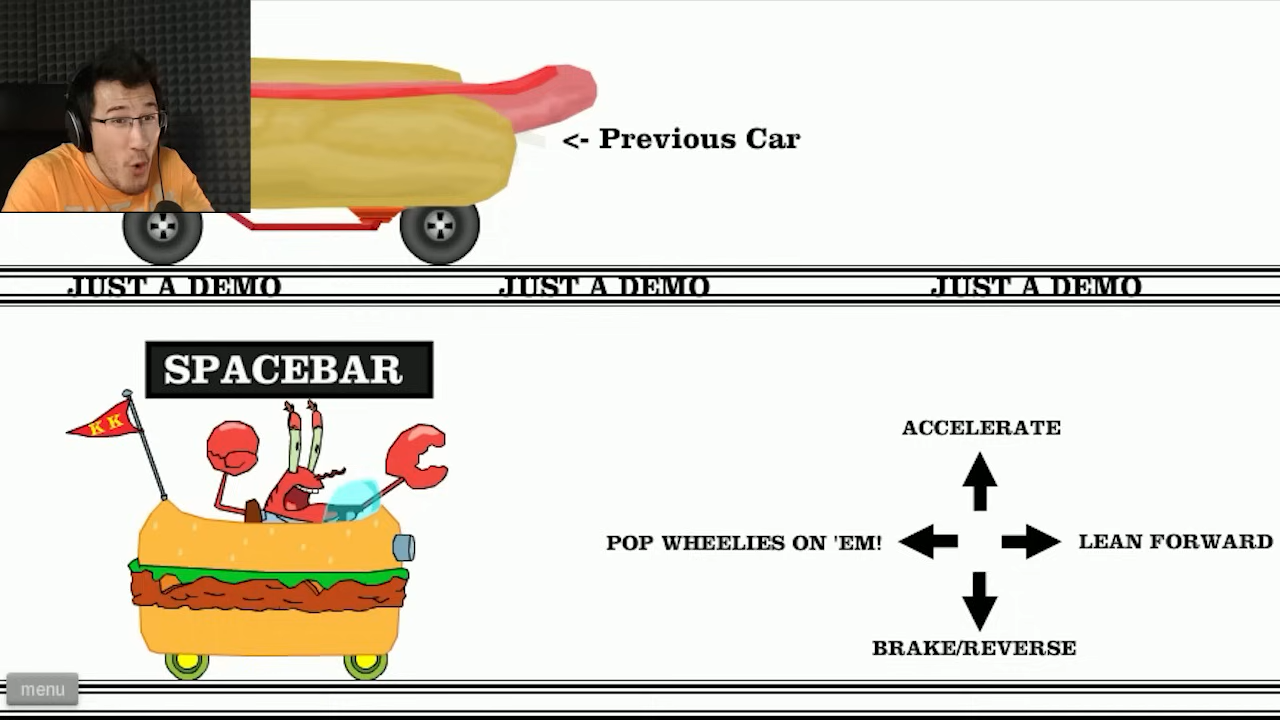 <- Previous Car
JUST A DEMO JUST A DEMO JUST A DEMO
SPACEBAR
K K
ACCELERATE
POP WHEELIES ON 'EM!
LEAN FORWARD
BRAKE/REVERSE
menu